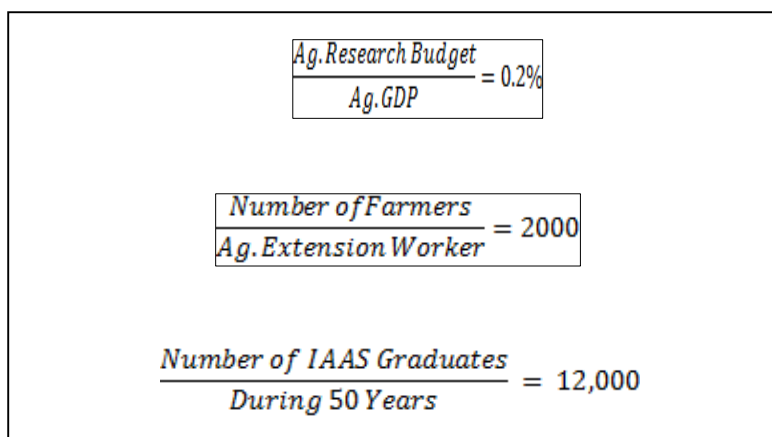 Ag.Research Budget
Ag.GDP
= 0.2%
Number of Farmers
Ag.Extension Worker
= 2000
Number of IAAS Graduates
During 50 Years
= 12,000